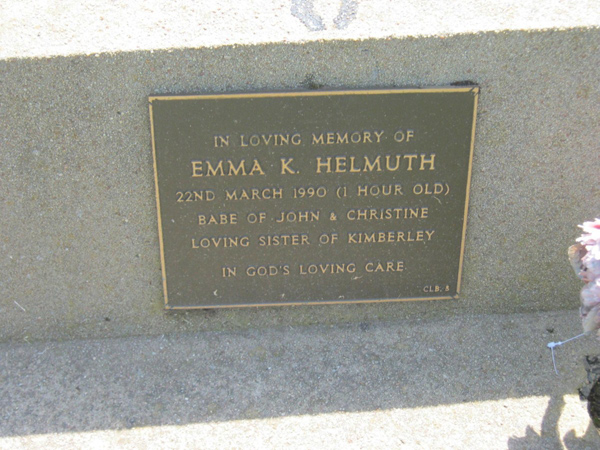 IN LOVING MEMORY OF
EMMA K. HELMUTH
22ND MARCH 1990 (1 HOUR OLD)
BABE OF JOHN & CHRISTINE
LOVING SISTER OF KIMBERLEY
IN GOD'S LOVING CARE
CLB. 8